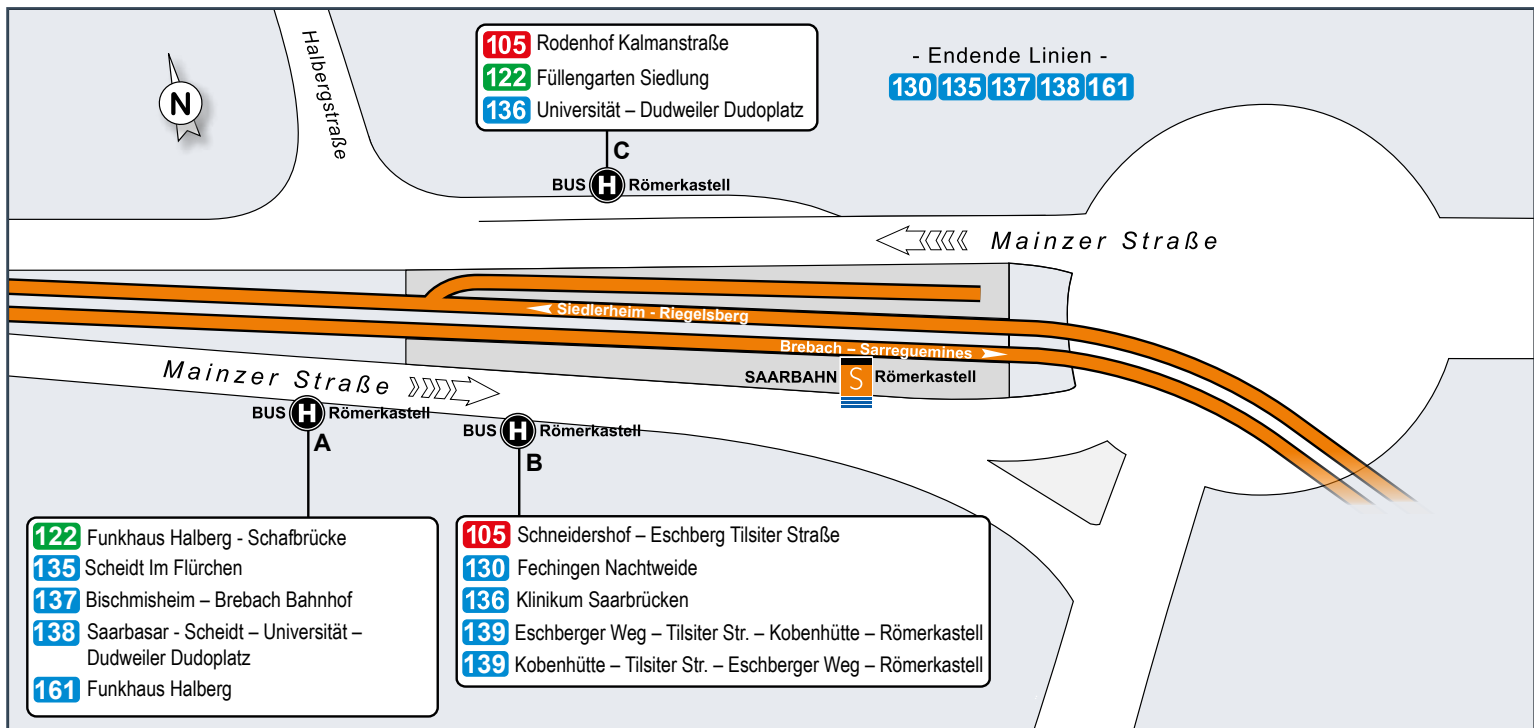 Halbergstraße
N
105 Rodenhof Kalmanstraße
122 Füllengarten Siedlung
136 Universität – Dudweiler Dudoplatz
- Endende Linien -
130 135 137 138 161
C
BUS H Römerkastell
Mainzer Straße
Siedlerheim - Riegelsberg
Brebach – Sarreguemines
SAARBAHN S Römerkastell
Mainzer Straße
BUS H Römerkastell
A
BUS H Römerkastell
B
122 Funkhaus Halberg - Schafbrücke
135 Scheidt Im Flürchen
137 Bischmisheim – Brebach Bahnhof
138 Saarbasar - Scheidt – Universität –
Dudweiler Dudoplatz
161 Funkhaus Halberg
105 Schneidershof – Eschberg Tilsiter Straße
130 Fechingen Nachtweide
136 Klinikum Saarbrücken
139 Eschberger Weg – Tilsiter Str. – Kobenhütte – Römerkastell
139 Kobenhütte – Tilsiter Str. – Eschberger Weg – Römerkastell